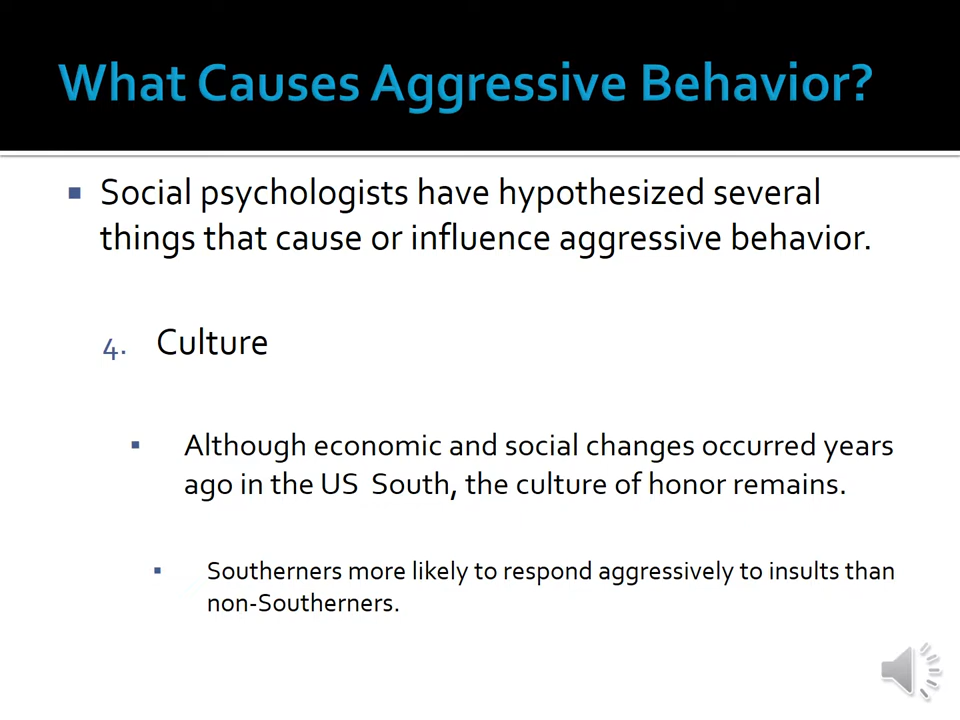 What Causes Aggressive Behavior?
▪ Social psychologists have hypothesized several
things that cause or influence aggressive behavior.
4. Culture
▪ Although economic and social changes occurred years
ago in the US South, the culture of honor remains.
▪ Southerners more likely to respond aggressively to insults than
non-Southerners.